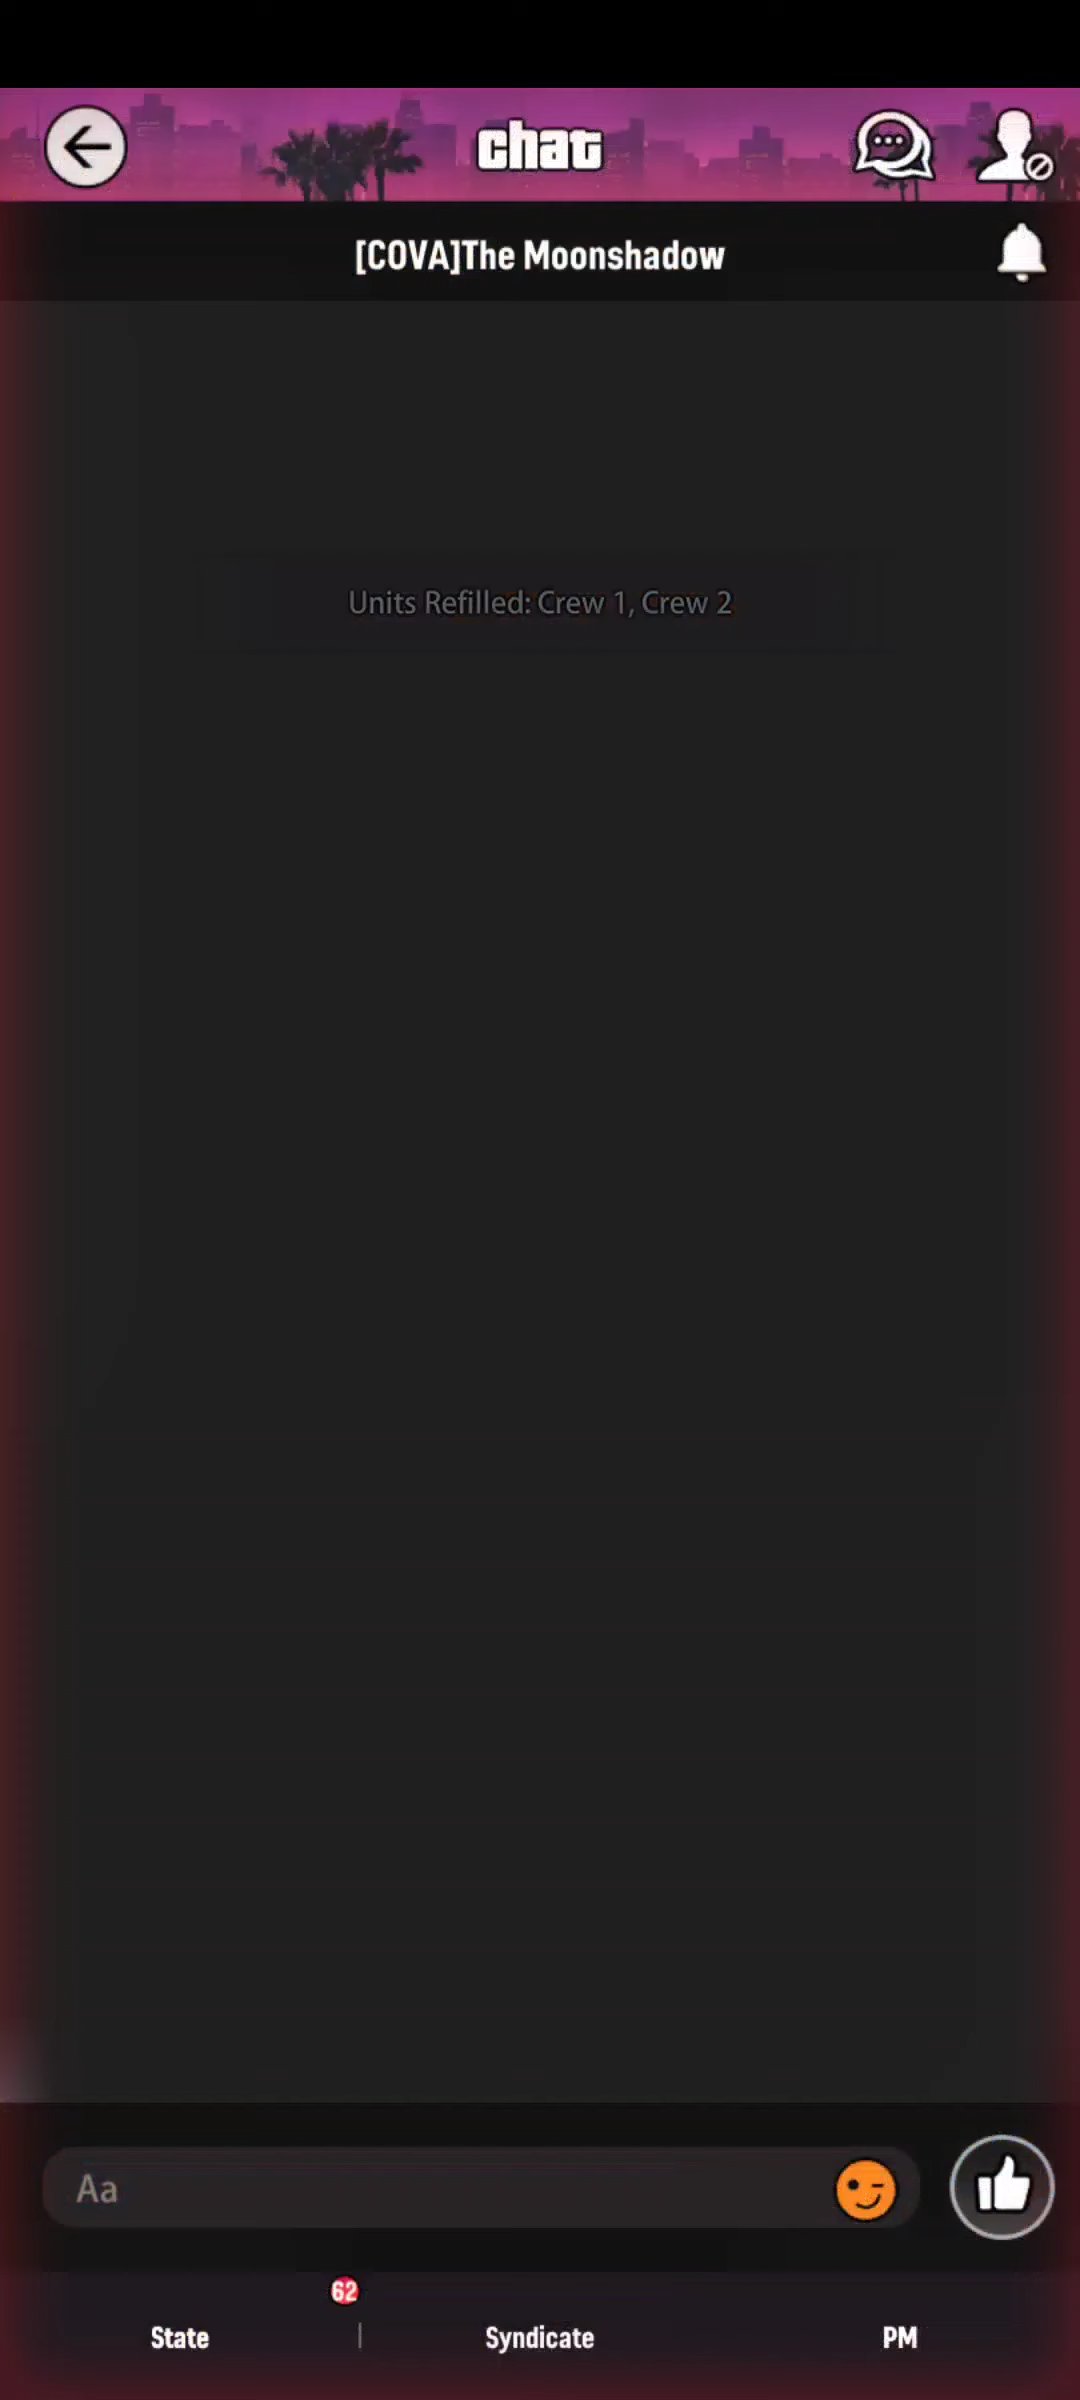 chat
[COVA]The Moonshadow
Units Refilled: Crew 1, Crew 2
Aa
62
State
Syndicate
PM